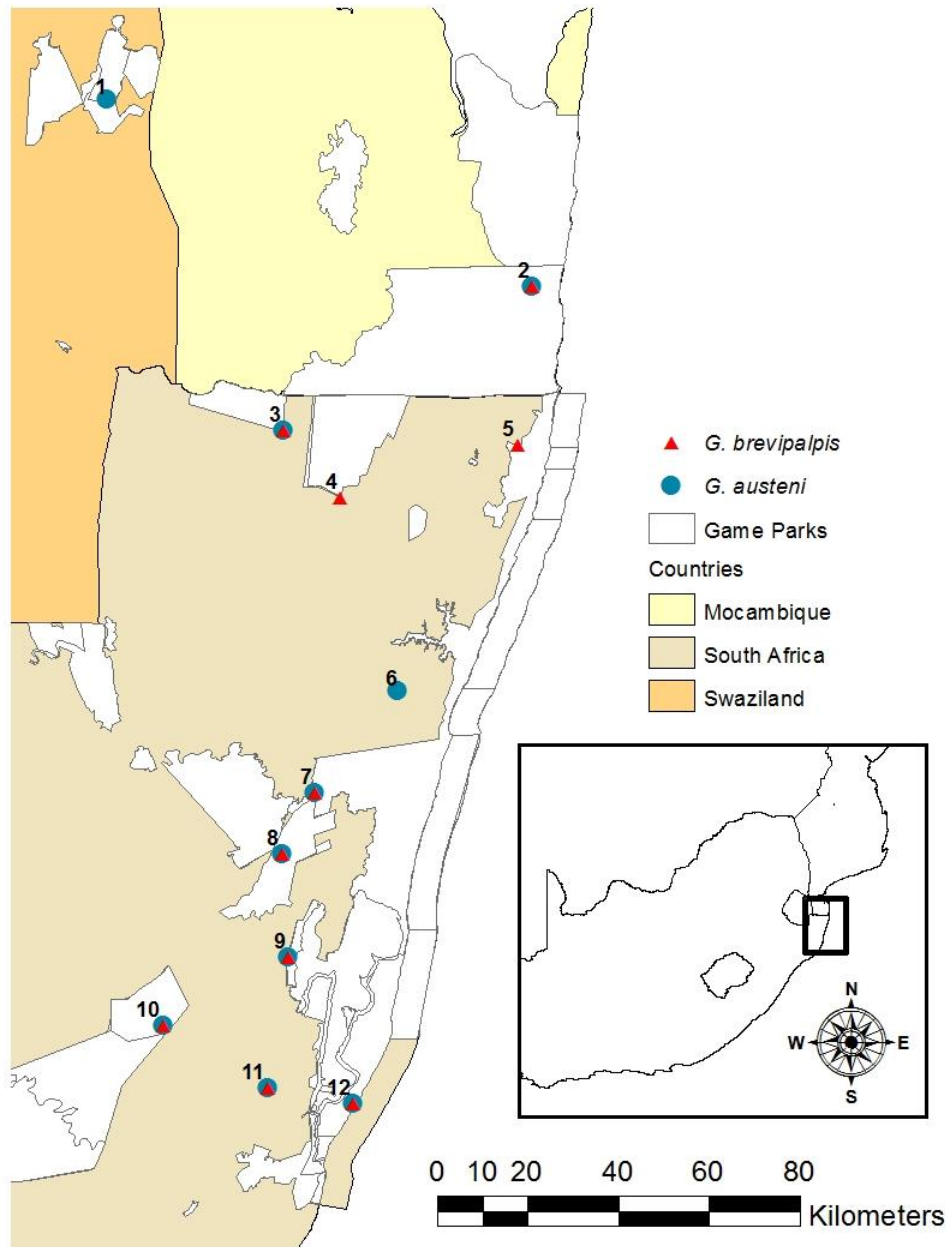 1
2
3
4
5
6
7
8
9
10
11
12
G. brevipalpis
G. austeni
Game Parks
Countries
Mocambique
South Africa
Swaziland
N
W E
S
0 10 20 40 60 80
Kilometers